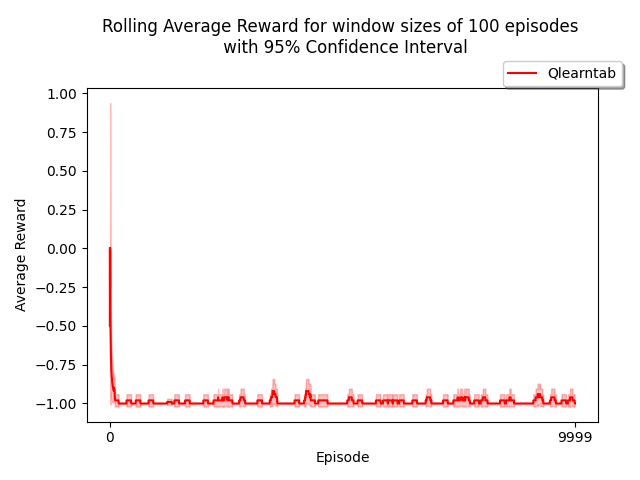 Rolling Average Reward for window sizes of 100 episodes
with 95% Confidence Interval
Qlearntab
1.00
0.75
0.50
0.25
0.00
−0.25
−0.50
−0.75
−1.00
Average Reward
0
9999
Episode